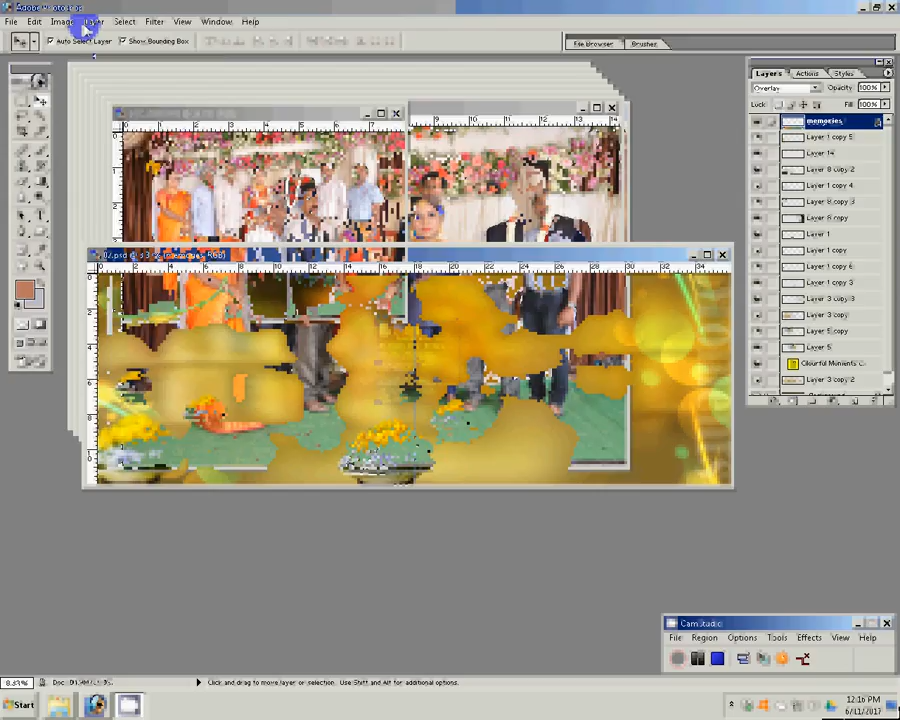 Adobe Photoshop
File Edit Image Layer Select Filter View Window Help
Auto Select Layer Show Bounding Box
File Browser Brushes
Layers Actions Styles
Overlay Opacity: 100%
Lock: Fill: 100%
memories
Layer 1 copy 5
Layer 14
Layer 8 copy 2
Layer 1 copy 4
Layer 8 copy 3
Layer 8 copy
Layer 1
Layer 1 copy
Layer 1 copy 6
Layer 1 copy 3
Layer 3 copy 3
Layer 3 copy
Layer 5 copy
Layer 5
Colourful Moments C...
Layer 3 copy 2
CamStudio
File Region Options Tools Effects View Help
8.33% Click and drag to move layer or selection. Use Shift and Alt for additional options.
Start
12:16 PM
6/11/2017